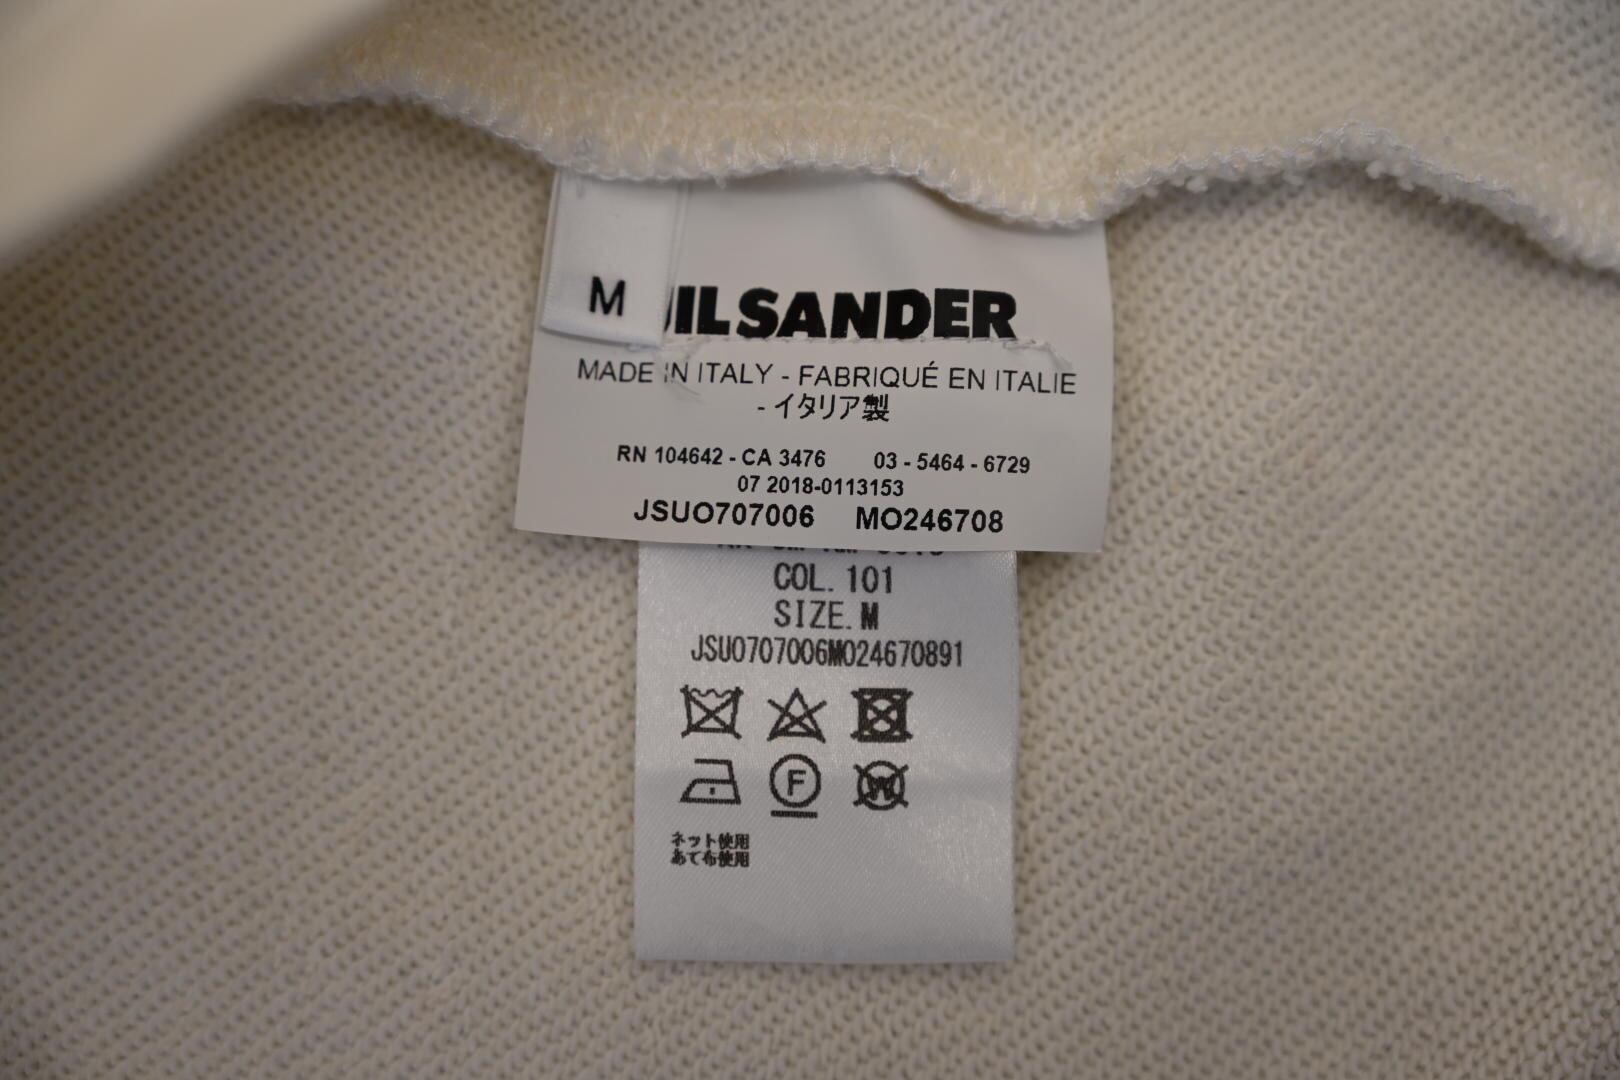 M
JIL SANDER
MADE IN ITALY - FABRIQUÉ EN ITALIE
- イタリア製
RN 104642 - CA 3476 03 - 5464 - 6729
07 2018-0113153
JSUO707006 MO246708
COL. 101
SIZE. M
JSUO707006MO24670891
F
W
ネット使用
あて布使用